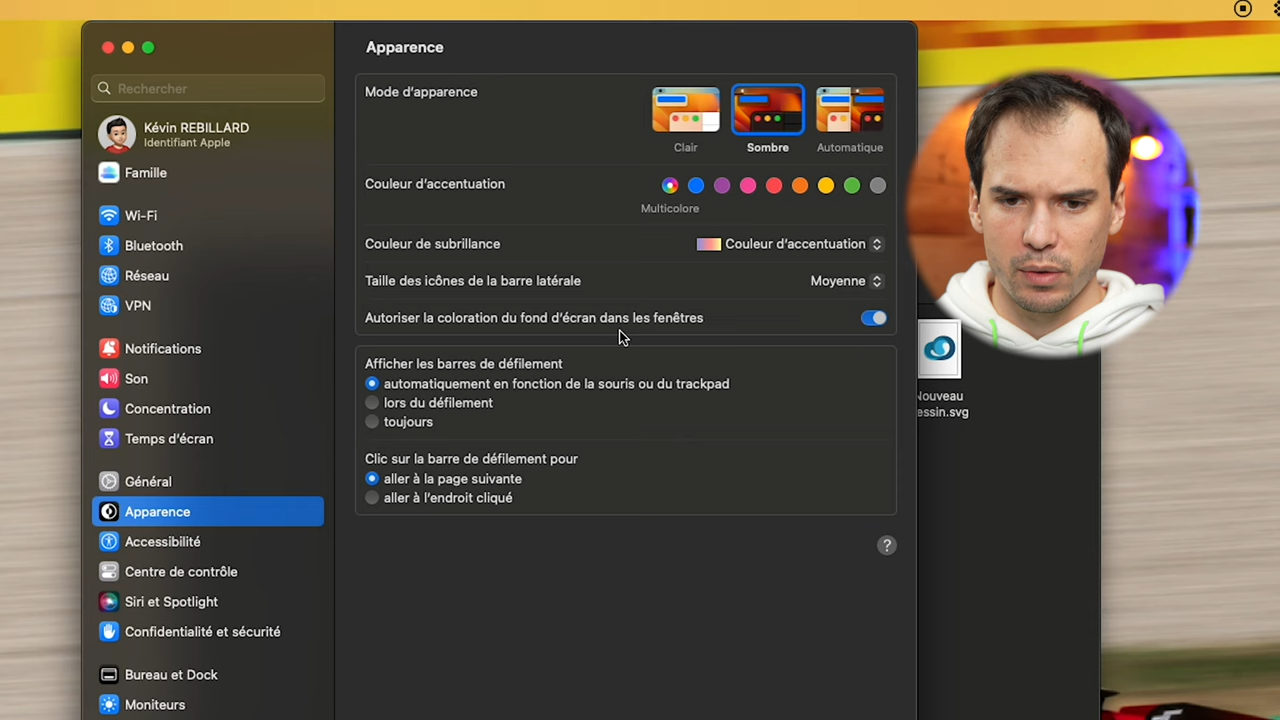 Apparence
Rechercher
Kévin REBILLARD
Identifiant Apple
Famille
Wi-Fi
Bluetooth
Réseau
VPN
Notifications
Son
Concentration
Temps d'écran
Général
Apparence
Accessibilité
Centre de contrôle
Siri et Spotlight
Confidentialité et sécurité
Bureau et Dock
Moniteurs
Mode d'apparence
Clair
Sombre
Automatique
Couleur d'accentuation
Multicolore
Couleur de subrillance
Couleur d'accentuation
Taille des icônes de la barre latérale
Moyenne
Autoriser la coloration du fond d'écran dans les fenêtres
Afficher les barres de défilement
automatiquement en fonction de la souris ou du trackpad
lors du défilement
toujours
Clic sur la barre de défilement pour
aller à la page suivante
aller à l'endroit cliqué
?
Nouveau
essin.svg